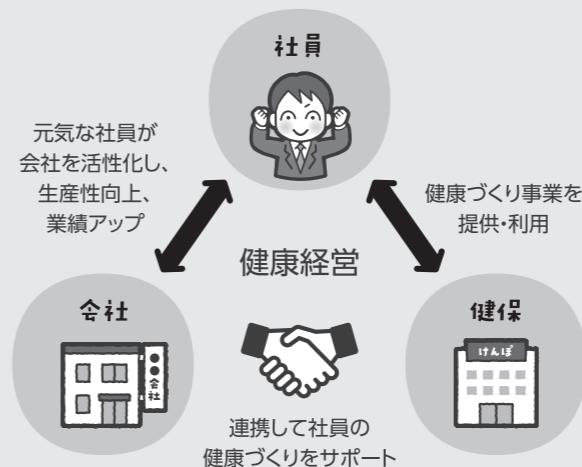 社員
元気な社員が
会社を活性化し、
生産性向上、
業績アップ
健康づくり事業を
提供・利用
健康経営
会社
●●会社
健保
けんぽ
連携して社員の
健康づくりをサポート